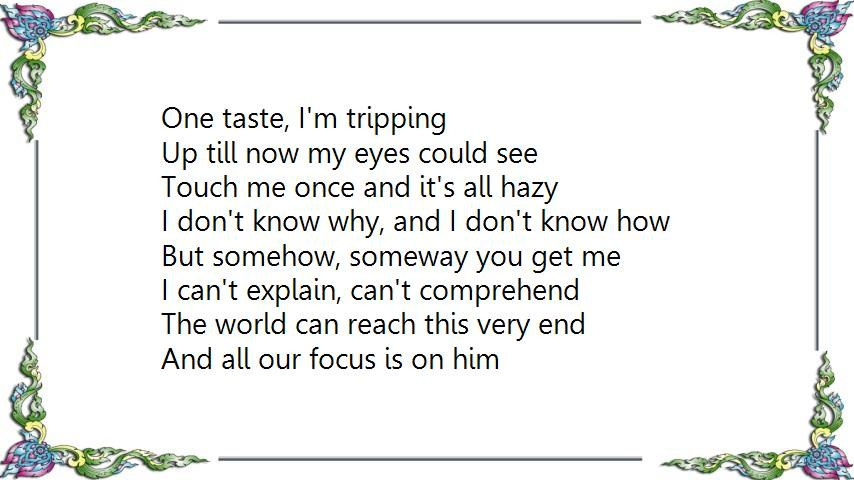 One taste, I'm tripping
Up till now my eyes could see
Touch me once and it's all hazy
I don't know why, and I don't know how
But somehow, someway you get me
I can't explain, can't comprehend
The world can reach this very end
And all our focus is on him